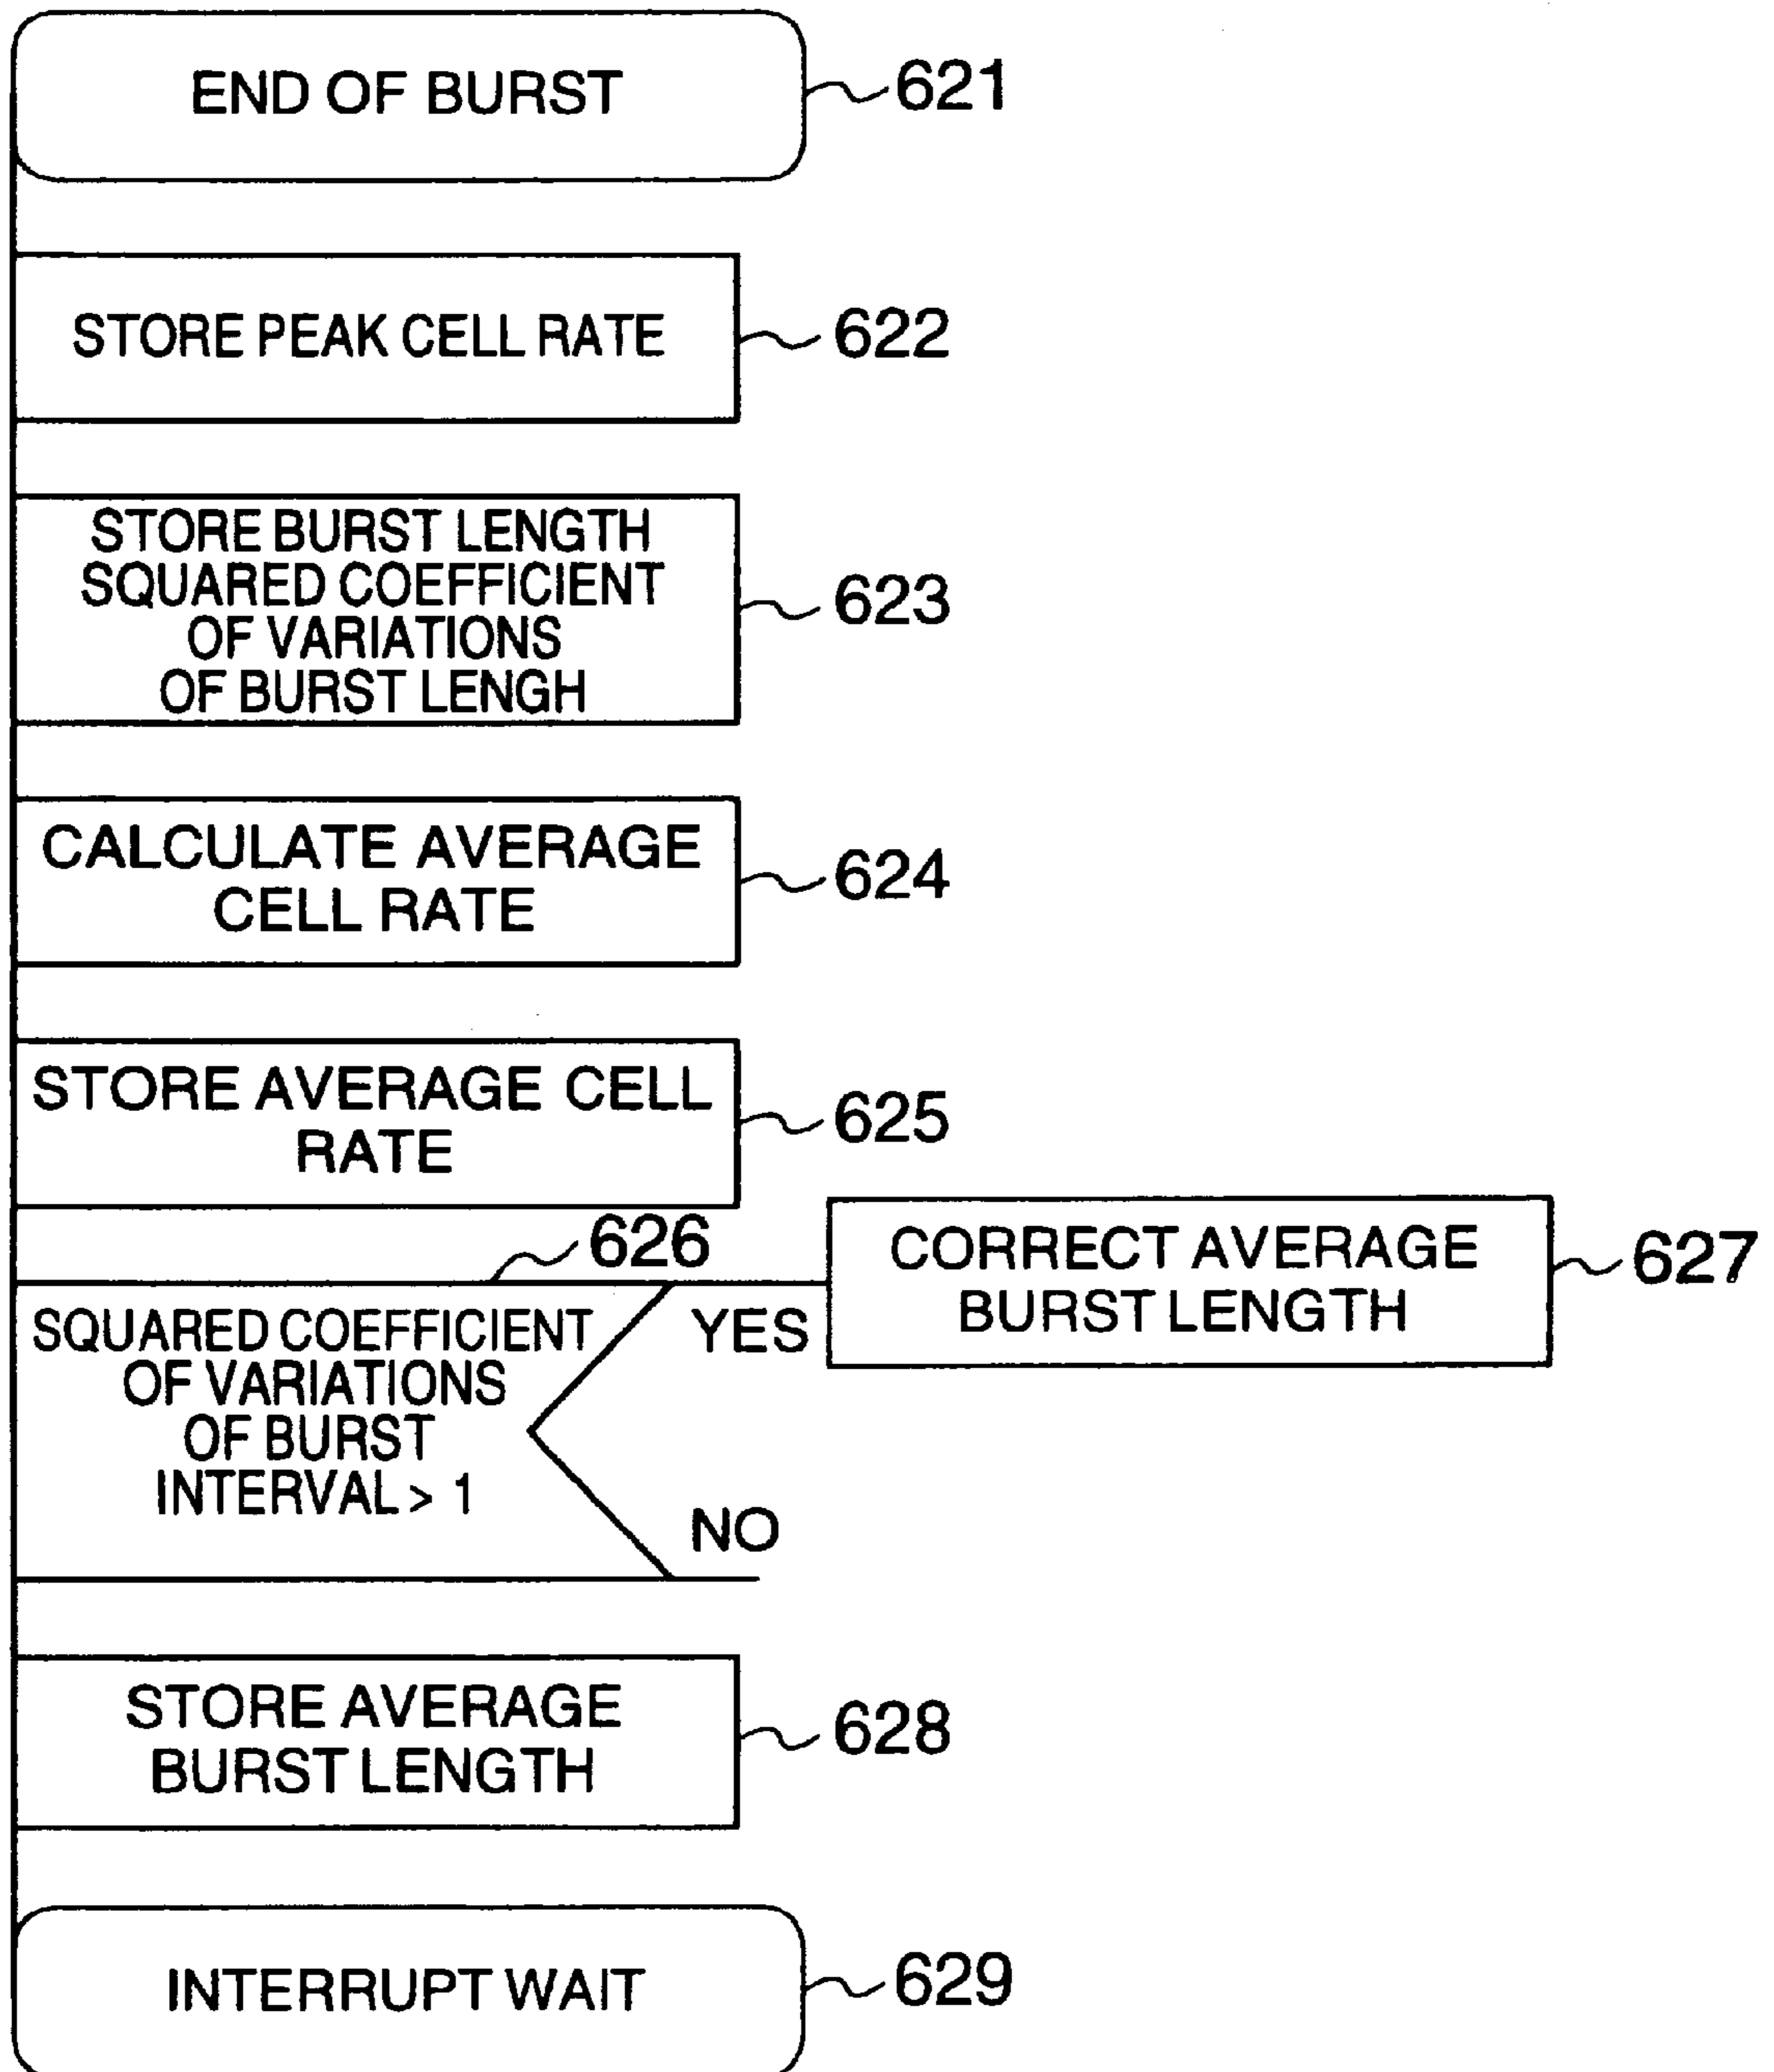 END OF BURST
621
STORE PEAK CELL RATE
622
STORE BURST LENGTH
SQUARED COEFFICIENT
OF VARIATIONS
OF BURST LENGH
623
CALCULATE AVERAGE
CELL RATE
624
STORE AVERAGE CELL
RATE
625
626
SQUARED COEFFICIENT
OF VARIATIONS
OF BURST
INTERVAL > 1
YES
NO
CORRECT AVERAGE
BURST LENGTH
627
STORE AVERAGE
BURST LENGTH
628
INTERRUPT WAIT
629